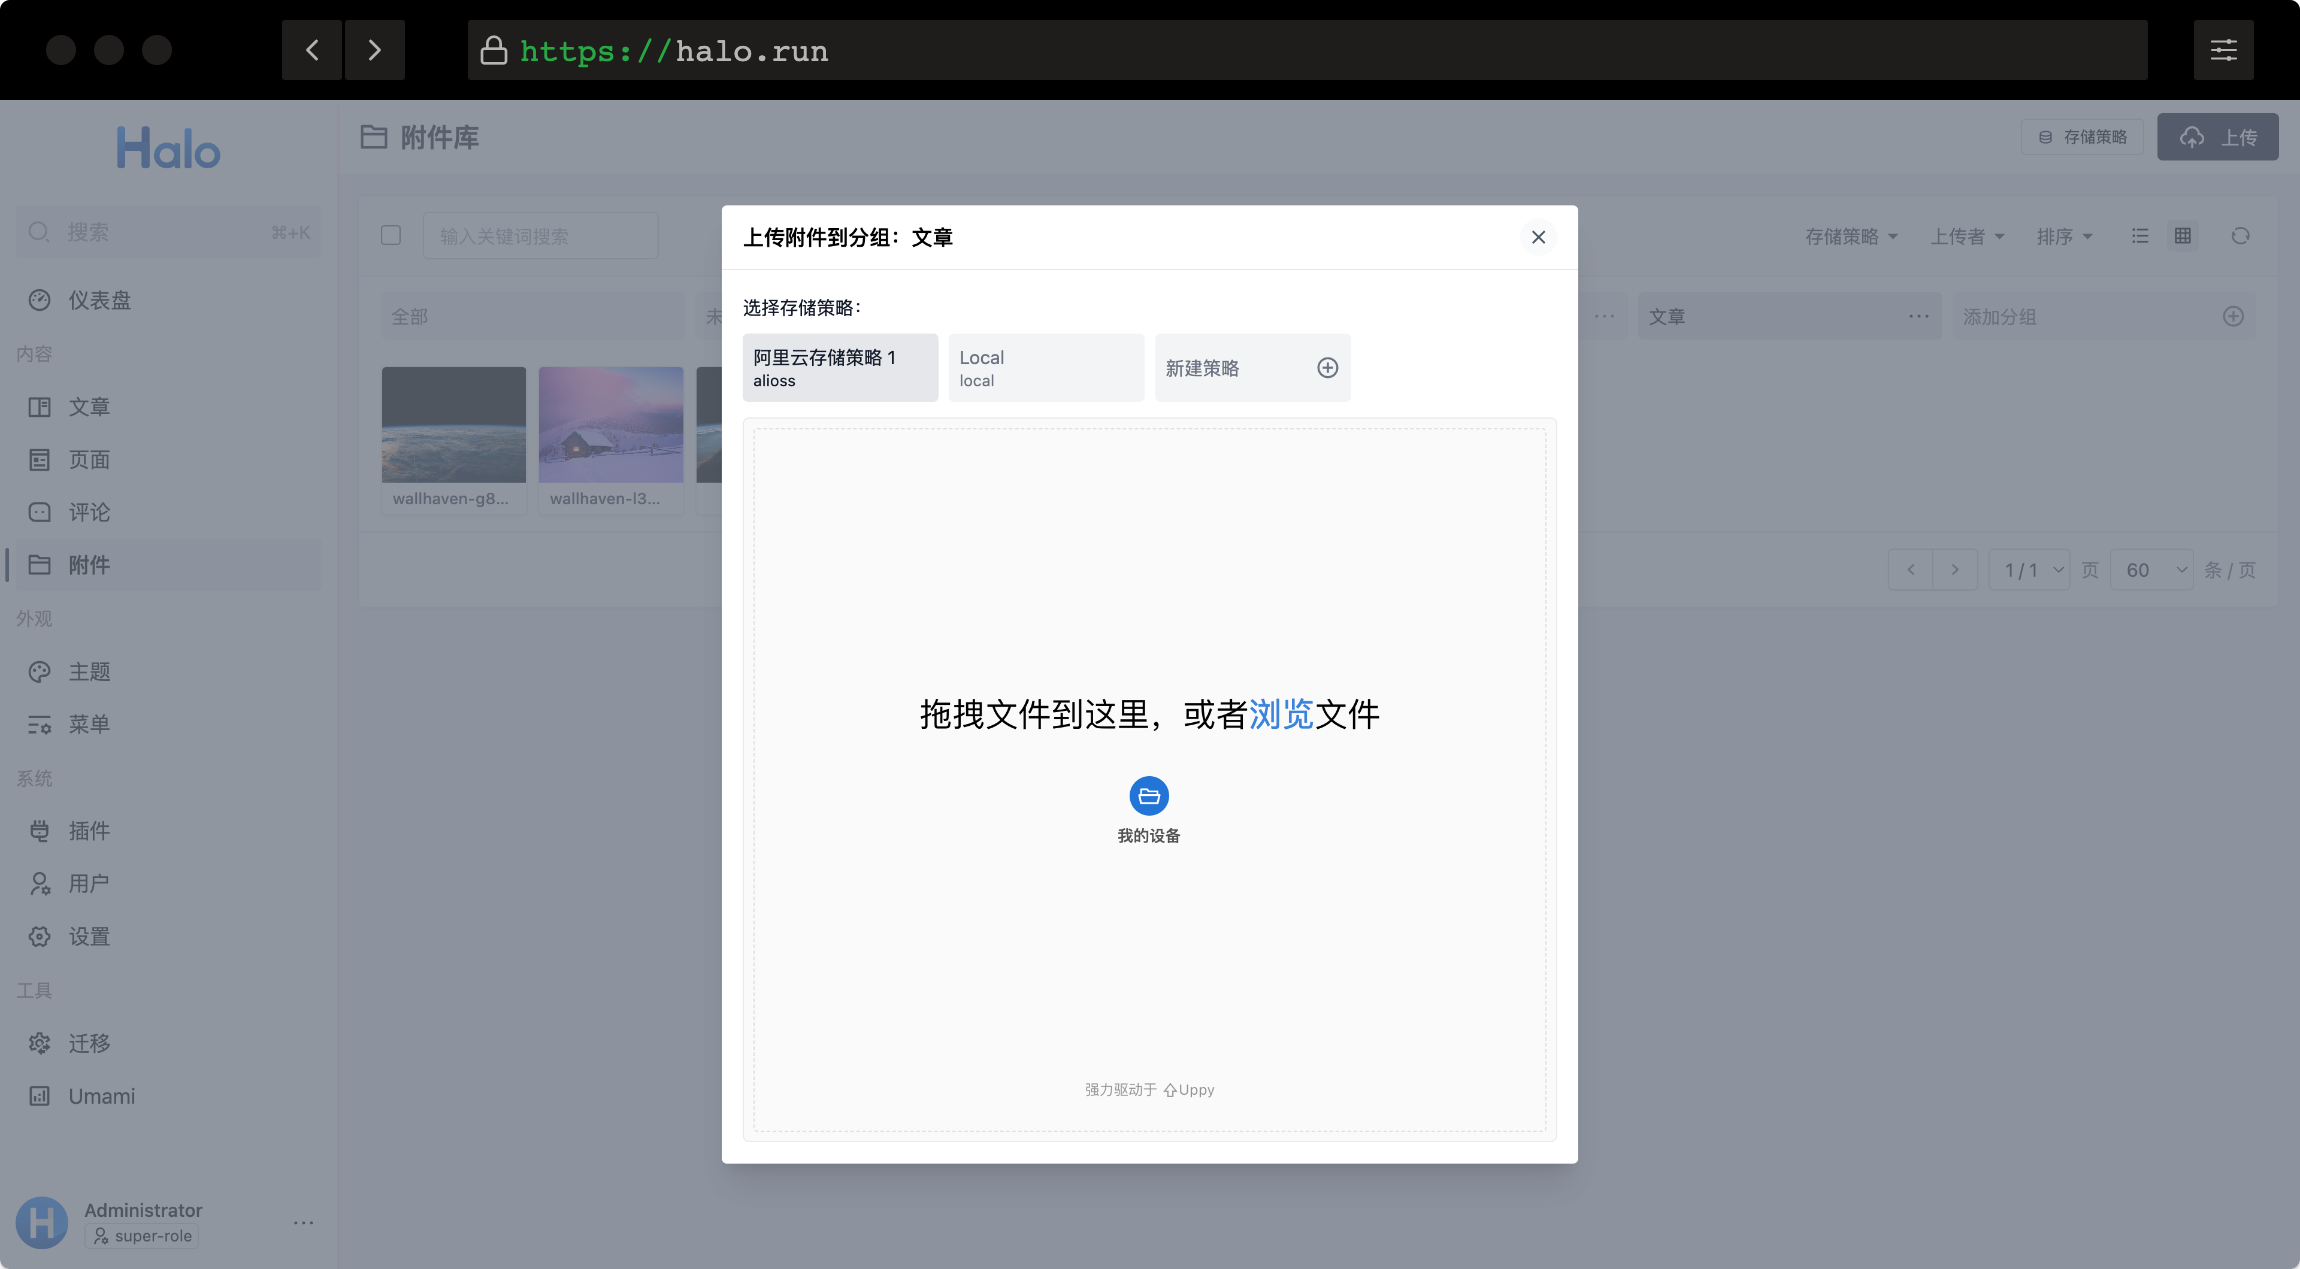 https://halo.run
Halo
搜索 ⌘+K
仪表盘
内容
文章
页面
评论
附件
外观
主题
菜单
系统
插件
用户
设置
工具
迁移
Umami
Administrator
super-role
附件库
存储策略
上传
输入关键词搜索
存储策略
上传者
排序
全部
未
文章
添加分组
wallhaven-g8...
wallhaven-l3...
1 / 1 页 60 条 / 页
上传附件到分组：文章
选择存储策略：
阿里云存储策略 1
alioss
Local
local
新建策略
拖拽文件到这里，或者浏览文件
我的设备
强力驱动于 Uppy